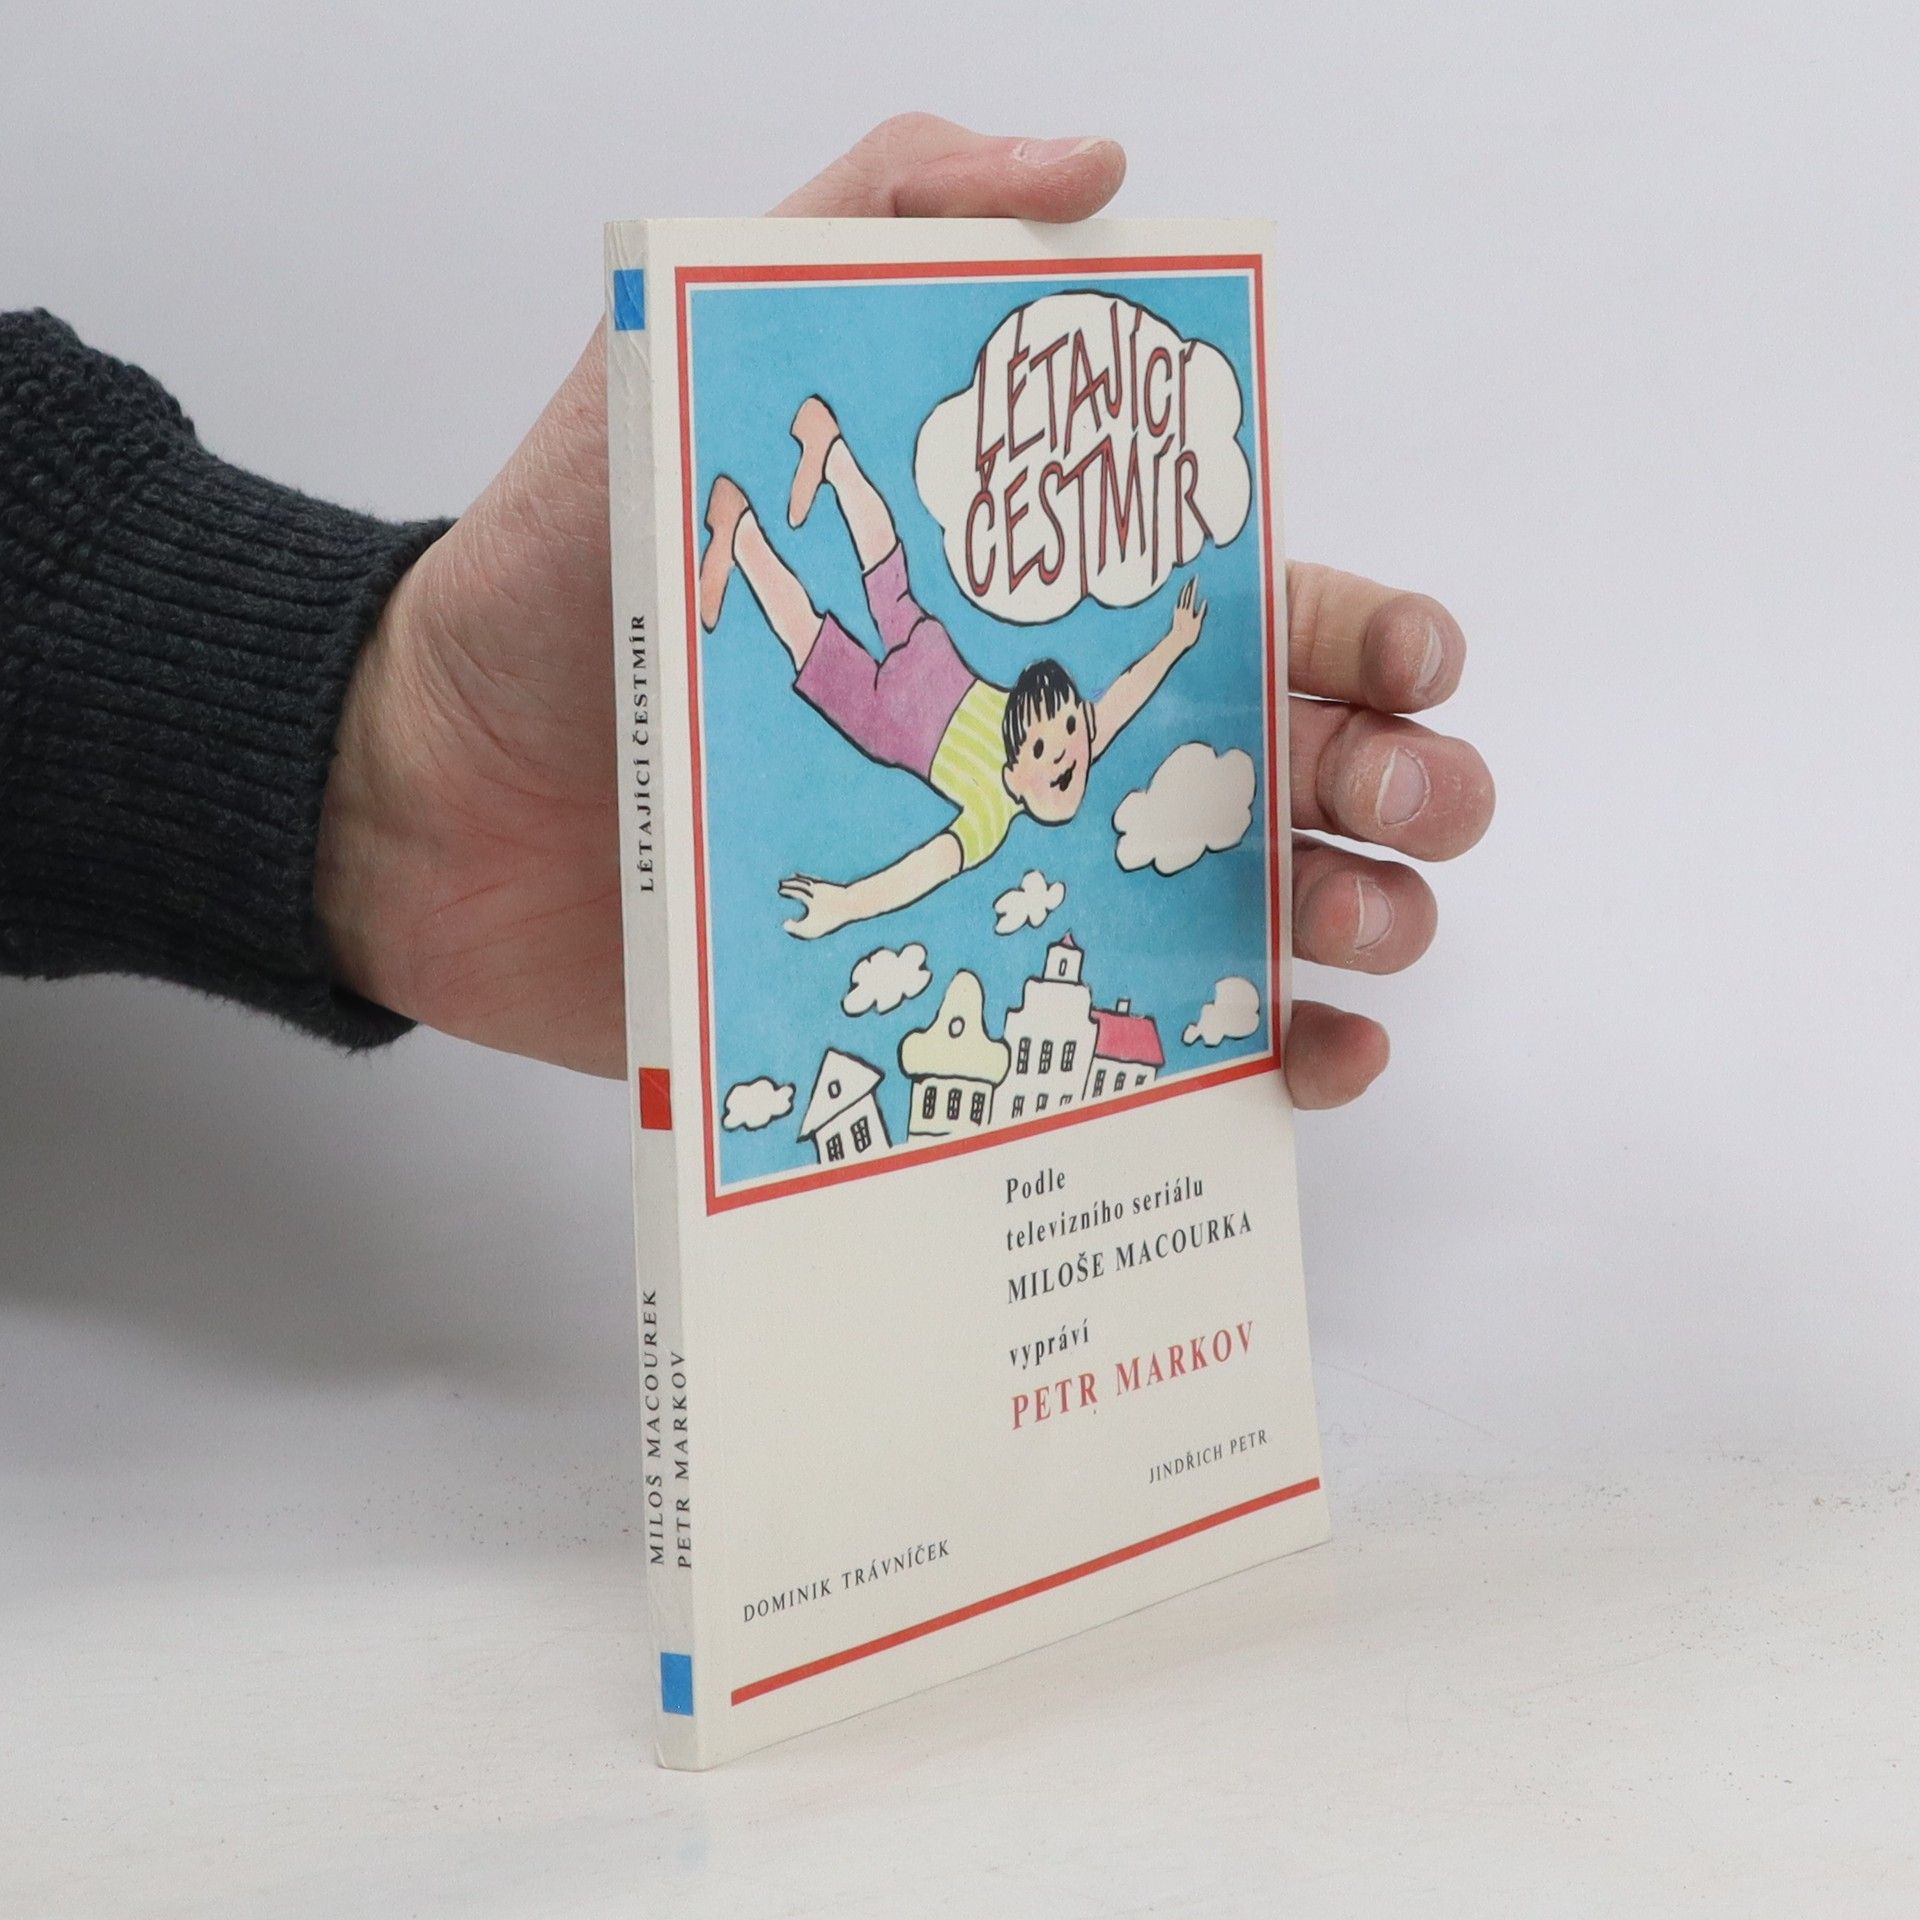 LÉTAJÍCÍ ČESTMÍR
MILOŠ MACOUREK
PETR MARKOV
LÉTAJÍCÍ
ČESTMÍR
Podle
televizního seriálu
MILOŠE MACOURKA
vypráví
PETR MARKOV
JINDŘICH PETR
DOMINIK TRÁVNÍČEK